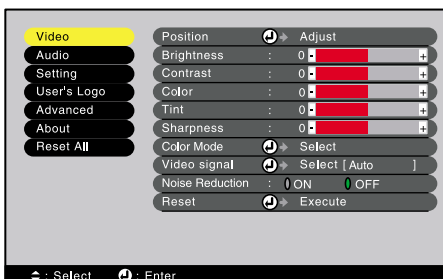 Video
Audio
Setting
User's Logo
Advanced
About
Reset All
Position Adjust
Brightness : 0 - +
Contrast : 0 - +
Color : 0 - +
Tint : 0 - +
Sharpness : 0 - +
Color Mode Select
Video signal Select [ Auto ]
Noise Reduction : ON OFF
Reset Execute
: Select : Enter